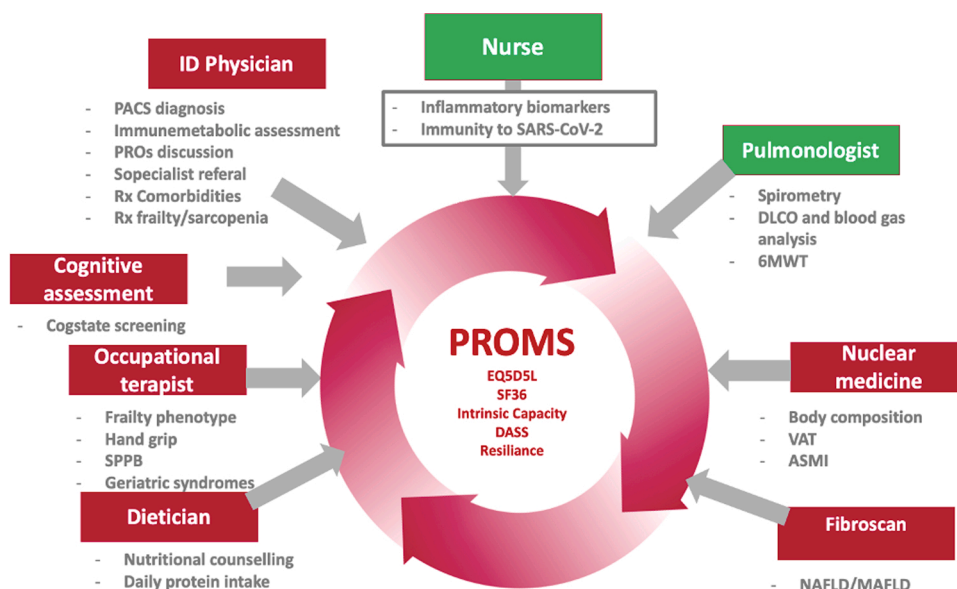 Nurse
- Inflammatory biomarkers
- Immunity to SARS-CoV-2
ID Physician
- PACS diagnosis
- Immunemetabolic assessment
- PROs discussion
- Sopecialist referal
- Rx Comorbidities
- Rx frailty/sarcopenia
Pulmonologist
- Spirometry
- DLCO and blood gas
analysis
- 6MWT
Cognitive
assessment
- Cogstate screening
Occupational
terapist
- Frailty phenotype
- Hand grip
- SPPB
- Geriatric syndromes
PROMS
EQ5D5L
SF36
Intrinsic Capacity
DASS
Resiliance
Nuclear
medicine
- Body composition
- VAT
- ASMI
Dietician
- Nutritional counselling
- Daily protein intake
Fibroscan
- NAFLD/MAFLD